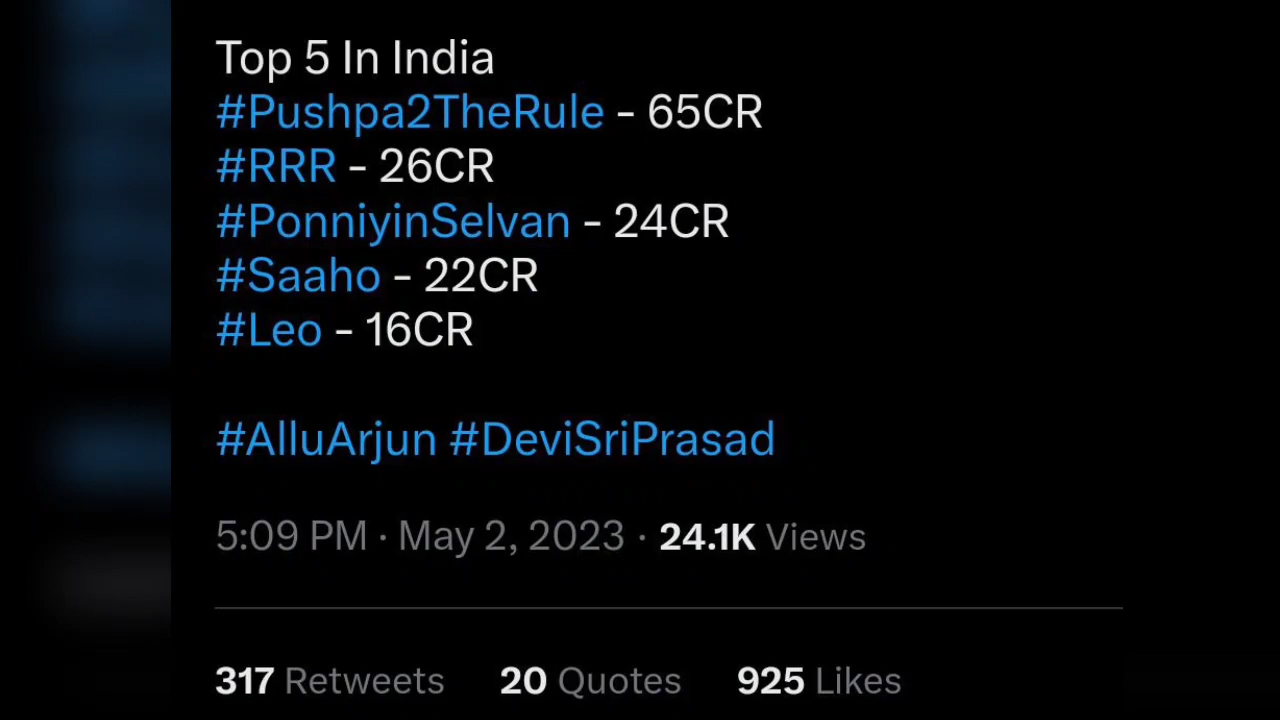 Top 5 In India
#Pushpa2TheRule - 65CR
#RRR - 26CR
#PonniyinSelvan - 24CR
#Saaho - 22CR
#Leo - 16CR
#AlluArjun #DeviSriPrasad
5:09 PM · May 2, 2023 · 24.1K Views
317 Retweets 20 Quotes 925 Likes